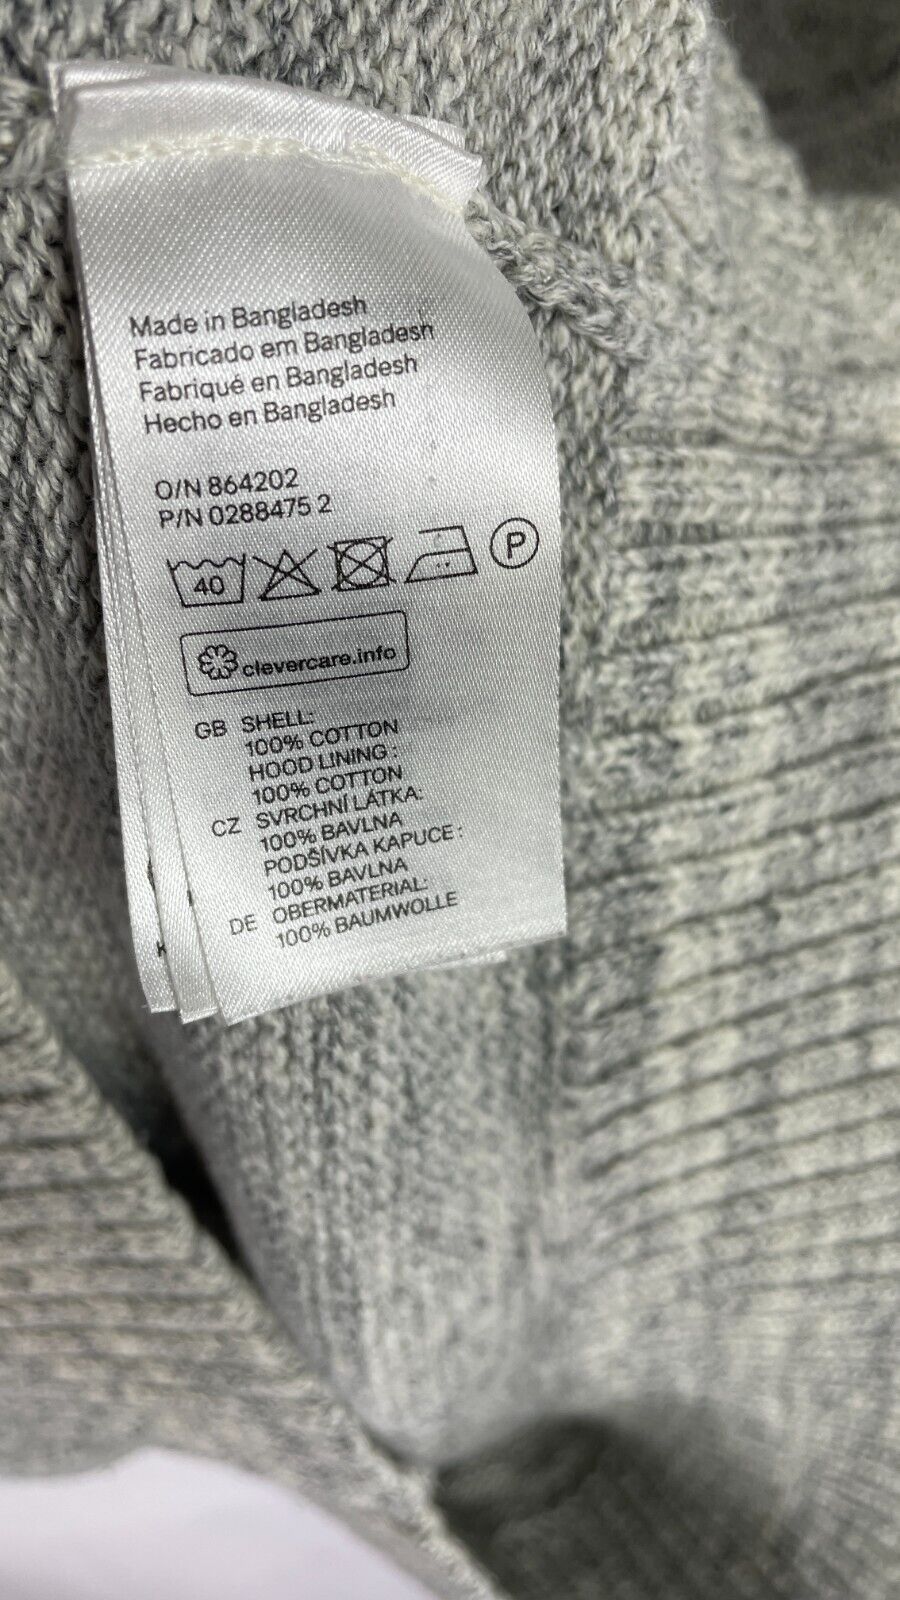 Made in Bangladesh
Fabricado em Bangladesh
Fabriqué en Bangladesh
Hecho en Bangladesh
O/N 864202
P/N 0288475 2
40 P
clevercare.info
GB SHELL:
100% COTTON
HOOD LINING :
100% COTTON
CZ SVRCHNÍ LÁTKA:
100% BAVLNA
PODŠÍVKA KAPUCE :
100% BAVLNA
DE OBERMATERIAL:
100% BAUMWOLLE